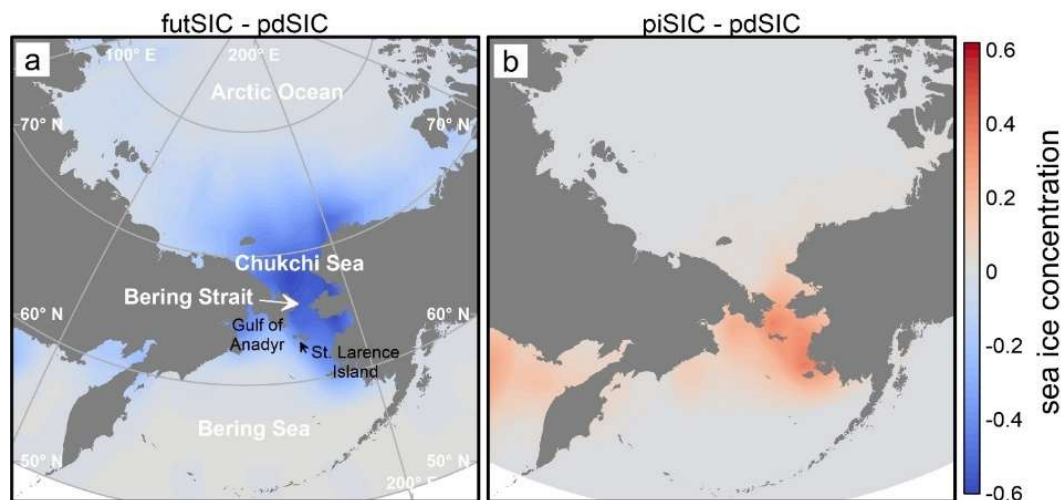 futSIC - pdSIC
piSIC - pdSIC
a
100° E
200° E
Arctic Ocean
70° N
70° N
Chukchi Sea
Bering Strait
60° N
60° N
Gulf of
Anadyr
St. Larence
Island
Bering Sea
50° N
50° N
200° E
b
0.6
0.4
0.2
0
-0.2
-0.4
-0.6
sea ice concentration